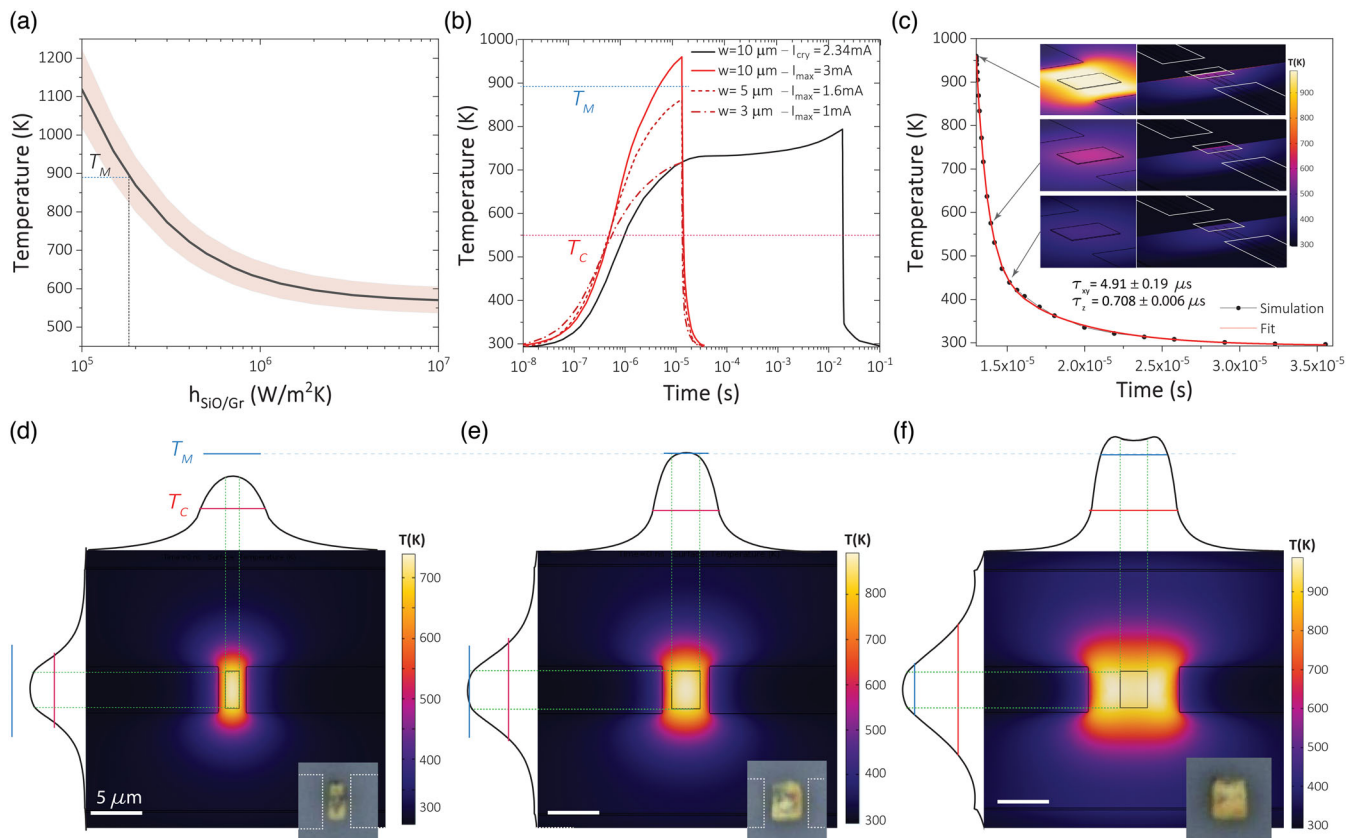 (a)
Temperature (K)
1200
1100
1000
900
800
700
600
500
T_M
10^5
10^6
10^7
h_SiO/Gr (W/m^2K)
(b)
Temperature (K)
1000
900
800
700
600
500
400
300
w=10 μm – I_cry = 2.34mA
w=10 μm – I_max = 3mA
w= 5 μm – I_max = 1.6mA
w= 3 μm – I_max = 1mA
T_M
T_C
10^-8
10^-7
10^-6
10^-5
10^-4
10^-3
10^-2
10^-1
Time (s)
(c)
Temperature (K)
1000
900
800
700
600
500
400
300
T(K)
900
800
700
600
500
400
300
τ_xy = 4.91 ± 0.19 μs
τ_z = 0.708 ± 0.006 μs
Simulation
Fit
1.5x10^-5
2.0x10^-5
2.5x10^-5
3.0x10^-5
3.5x10^-5
Time (s)
(d)
T_M
T_C
T(K)
700
600
500
400
300
5 μm
(e)
T(K)
800
700
600
500
400
300
(f)
T(K)
900
800
700
600
500
400
300